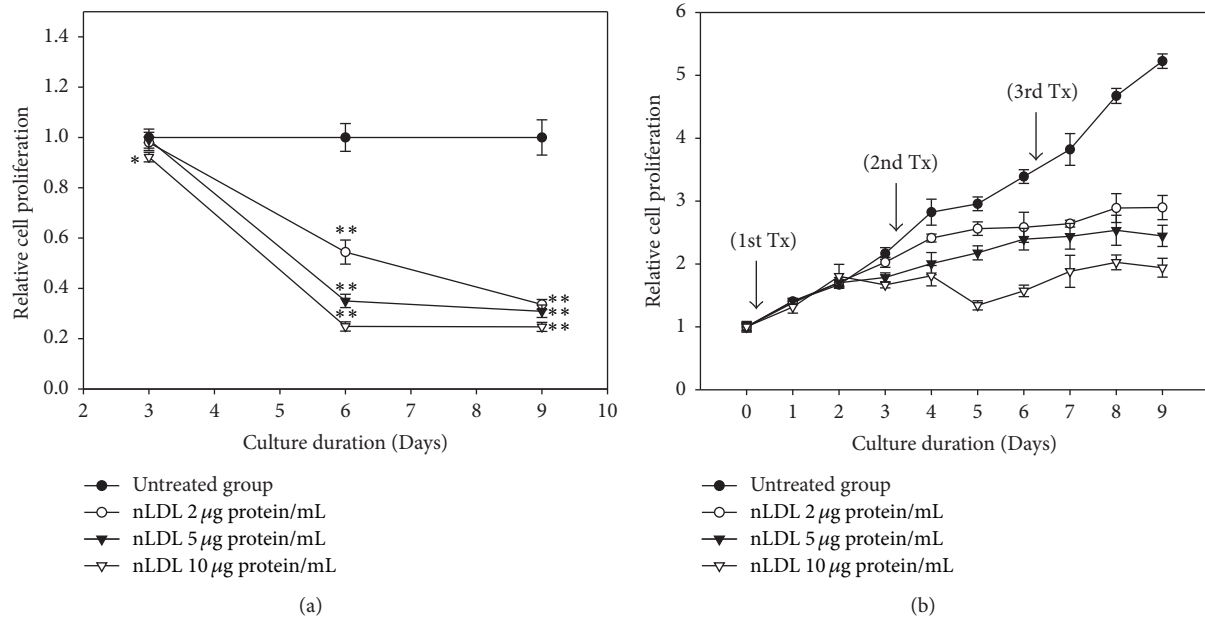 1.4
1.2
1.0
0.8
0.6
0.4
0.2
0.0
Relative cell proliferation
*
**
**
**
**
**
**
2 3 4 5 6 7 8 9 10
Culture duration (Days)
Untreated group
nLDL 2 μg protein/mL
nLDL 5 μg protein/mL
nLDL 10 μg protein/mL
(a)
6
5
4
3
2
1
0
Relative cell proliferation
(1st Tx)
(2nd Tx)
(3rd Tx)
0 1 2 3 4 5 6 7 8 9
Culture duration (Days)
Untreated group
nLDL 2 μg protein/mL
nLDL 5 μg protein/mL
nLDL 10 μg protein/mL
(b)